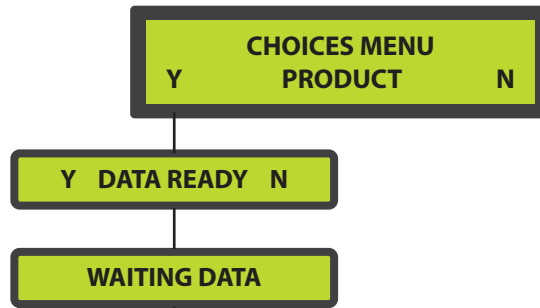 CHOICES MENU
Y PRODUCT N
Y DATA READY N
WAITING DATA